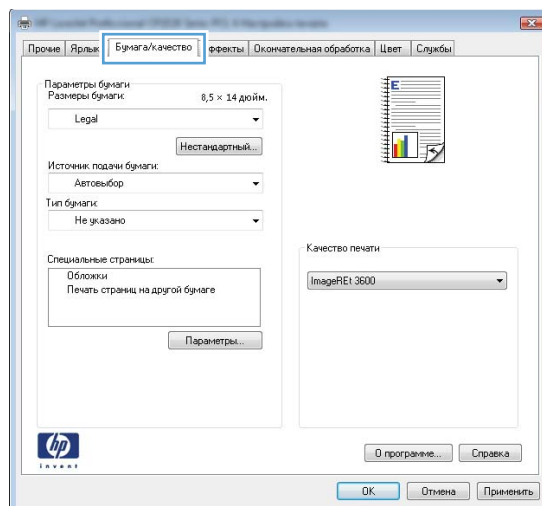 Прочие Ярлык Бумага/качество ффекты Окончательная обработка Цвет Службы
Параметры бумаги
Размеры бумаги: 8,5 × 14 дюйм.
Legal
Нестандартный...
Источник подачи бумаги:
Автовыбор
Тип бумаги:
Не указано
Специальные страницы:
Обложки
Печать страниц на другой бумаге
Параметры...
E
Качество печати
ImageREt 3600
hp
invent
О программе... Справка
OK Отмена Применить